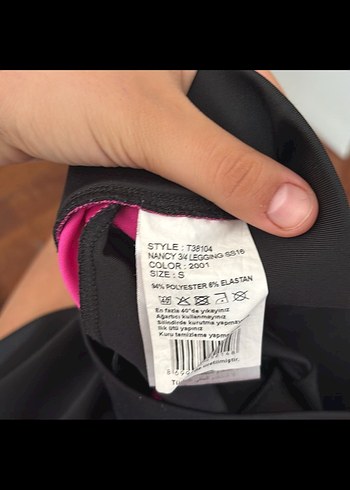 STYLE : T38104
NANCY 3/4 LEGGING SS16
COLOR : 2001
SIZE : S
94% POLYESTER 6% ELASTAN
En fazla 40°de yıkayınız
Ağartıcı kullanmayınız
Silindirde kurutma yapmayınız
Ilık ütü yapınız
Kuru temizleme yapmayınız